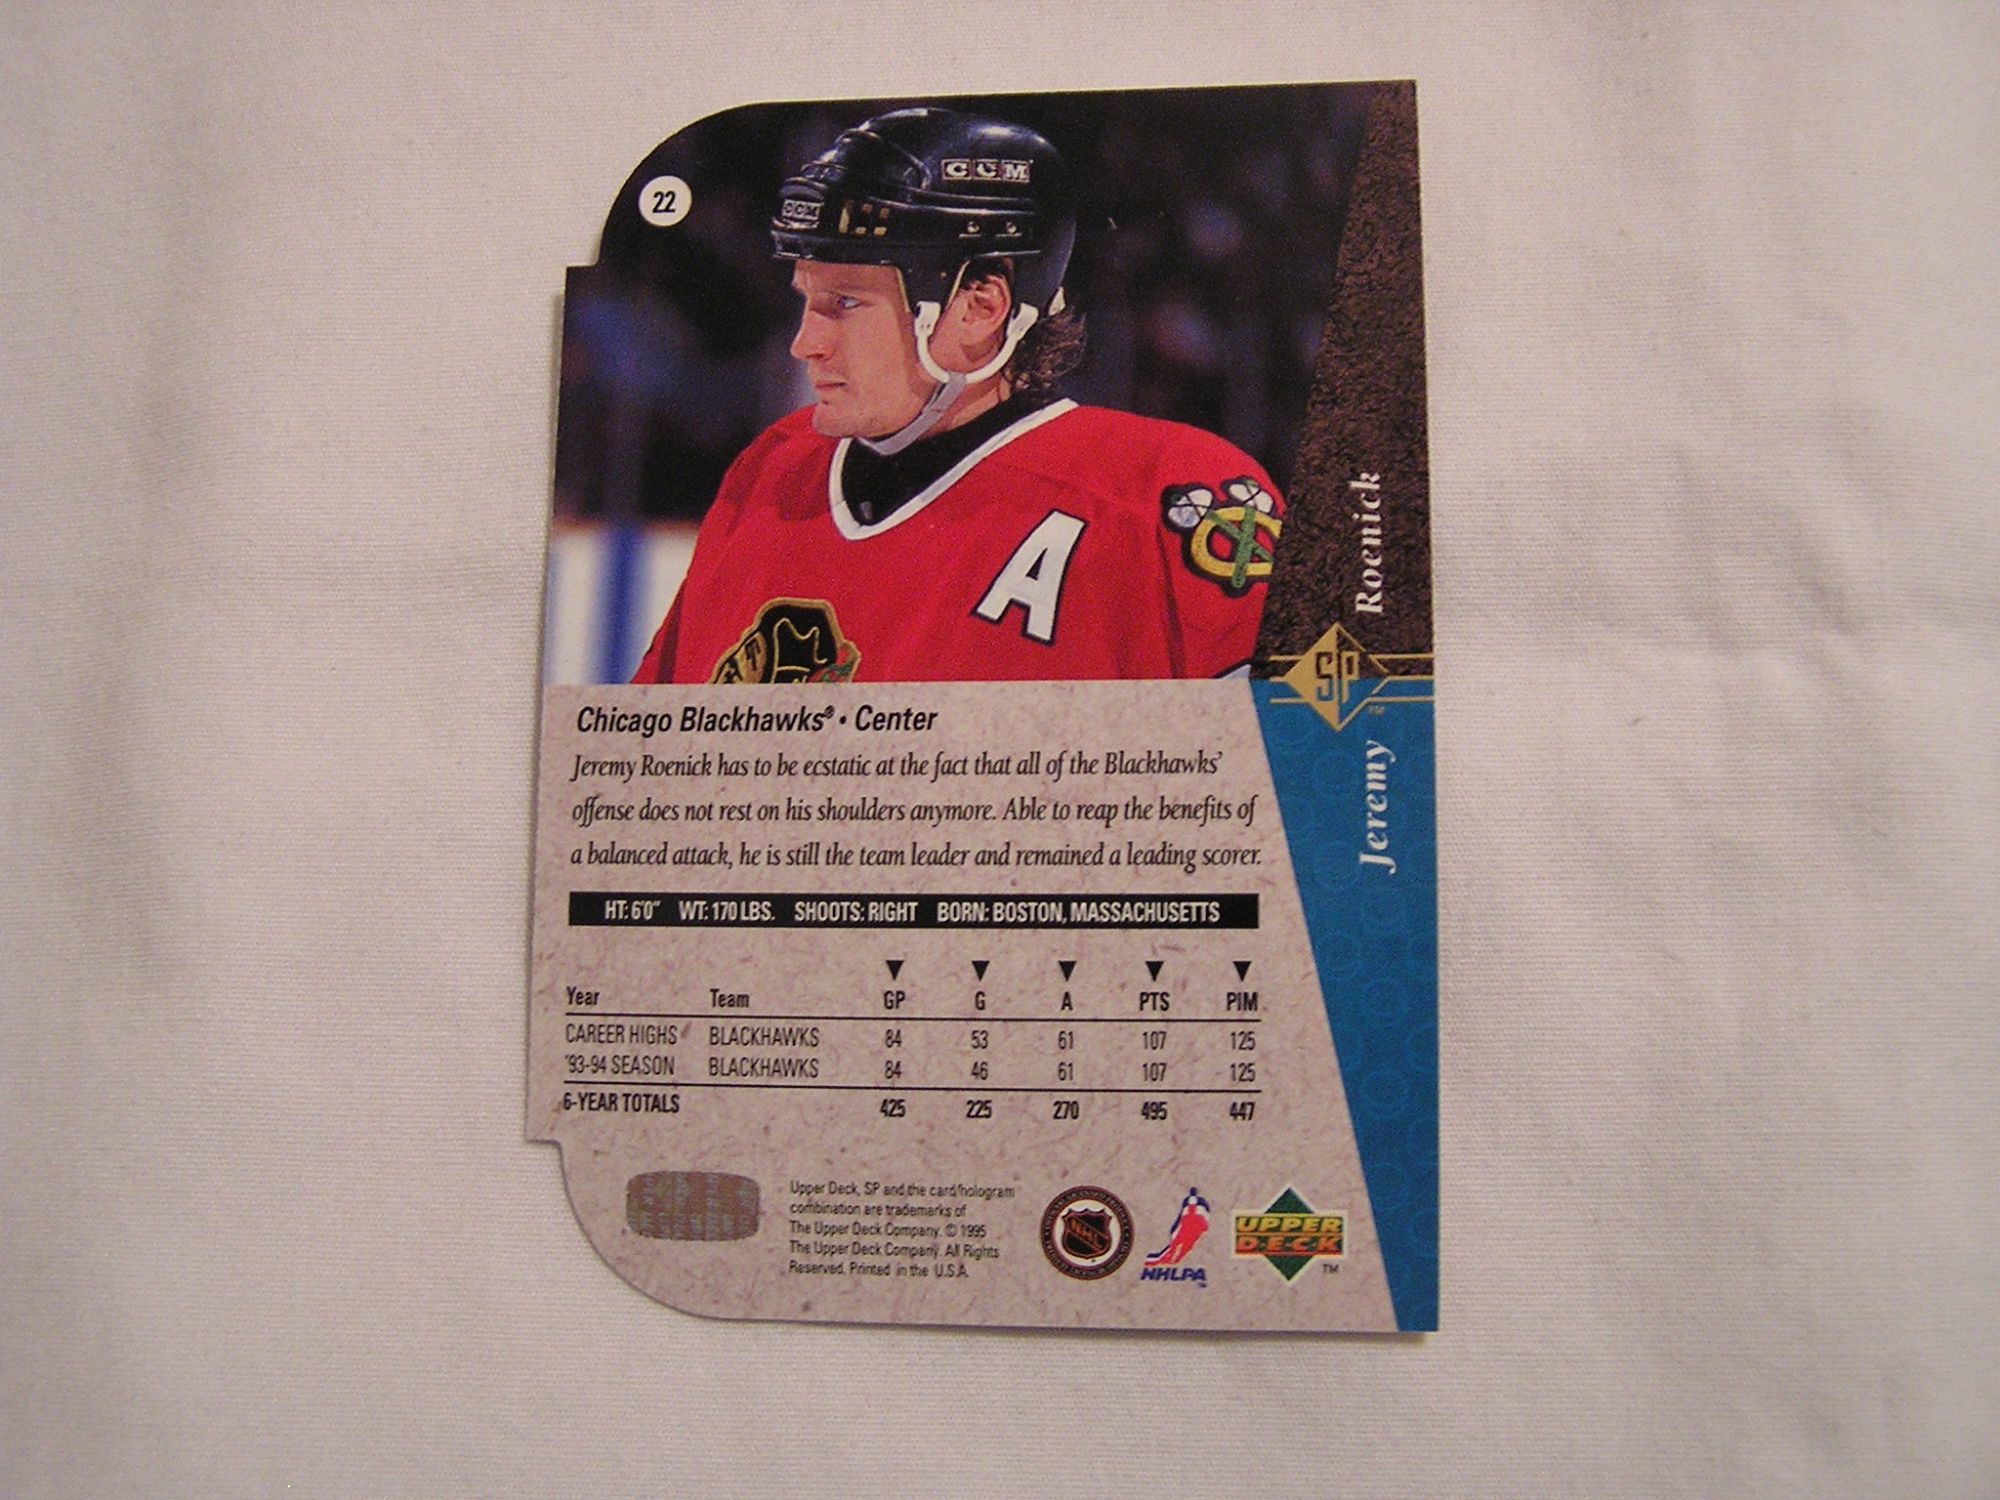 22
CCM
CCM
A
Roenick
SP
TM
Jeremy
Chicago Blackhawks® • Center
Jeremy Roenick has to be ecstatic at the fact that all of the Blackhawks'
offense does not rest on his shoulders anymore. Able to reap the benefits of
a balanced attack, he is still the team leader and remained a leading scorer.
HT: 6'0" WT: 170 LBS. SHOOTS: RIGHT BORN: BOSTON, MASSACHUSETTS
Year Team GP G A PTS PIM
CAREER HIGHS BLACKHAWKS 84 53 61 107 125
'93-94 SEASON BLACKHAWKS 84 46 61 107 125
6-YEAR TOTALS 425 225 270 495 447
Upper Deck, SP and the card/hologram
combination are trademarks of
The Upper Deck Company. © 1995
The Upper Deck Company. All Rights
Reserved. Printed in the U.S.A.
NHL
NHLPA
UPPER
DECK
TM